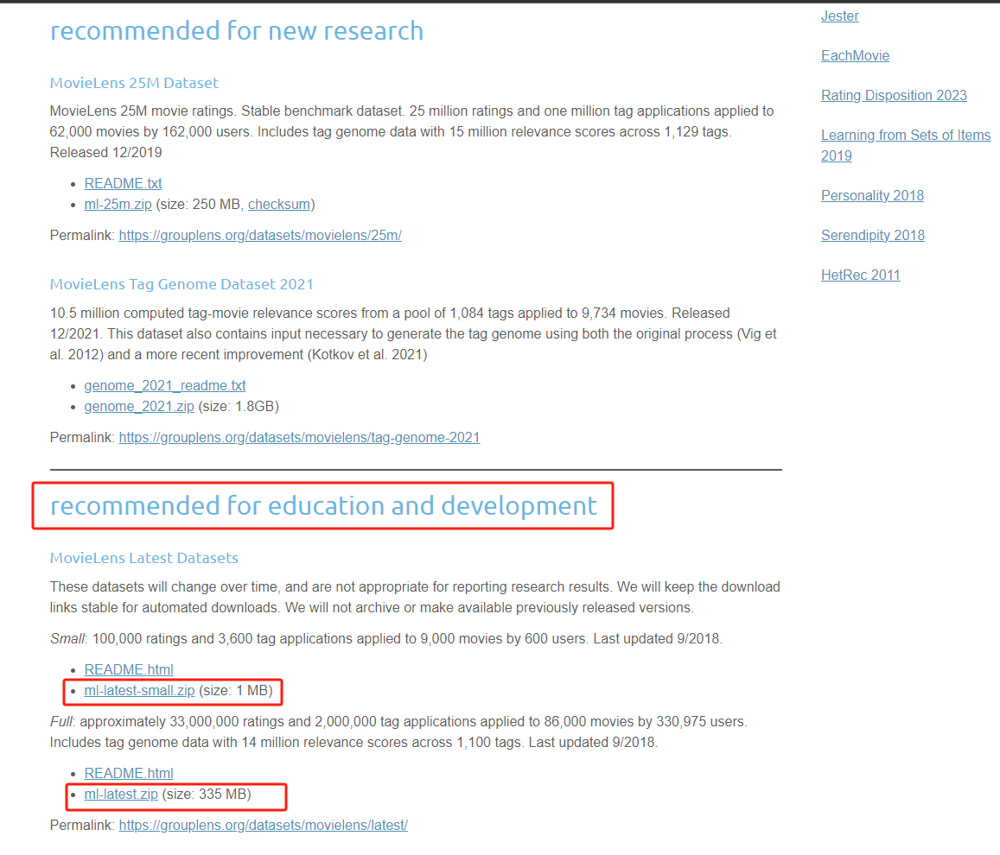 recommended for new research
MovieLens 25M Dataset
MovieLens 25M movie ratings. Stable benchmark dataset. 25 million ratings and one million tag applications applied to
62,000 movies by 162,000 users. Includes tag genome data with 15 million relevance scores across 1,129 tags.
Released 12/2019
• README.txt
• ml-25m.zip (size: 250 MB, checksum)
Permalink: https://grouplens.org/datasets/movielens/25m/
MovieLens Tag Genome Dataset 2021
10.5 million computed tag-movie relevance scores from a pool of 1,084 tags applied to 9,734 movies. Released
12/2021. This dataset also contains input necessary to generate the tag genome using both the original process (Vig et
al. 2012) and a more recent improvement (Kotkov et al. 2021)
• genome_2021_readme.txt
• genome_2021.zip (size: 1.8GB)
Permalink: https://grouplens.org/datasets/movielens/tag-genome-2021
recommended for education and development
MovieLens Latest Datasets
These datasets will change over time, and are not appropriate for reporting research results. We will keep the download
links stable for automated downloads. We will not archive or make available previously released versions.
Small: 100,000 ratings and 3,600 tag applications applied to 9,000 movies by 600 users. Last updated 9/2018.
• README.html
• ml-latest-small.zip (size: 1 MB)
Full: approximately 33,000,000 ratings and 2,000,000 tag applications applied to 86,000 movies by 330,975 users.
Includes tag genome data with 14 million relevance scores across 1,100 tags. Last updated 9/2018.
• README.html
• ml-latest.zip (size: 335 MB)
Permalink: https://grouplens.org/datasets/movielens/latest/
Jester
EachMovie
Rating Disposition 2023
Learning from Sets of Items
2019
Personality 2018
Serendipity 2018
HetRec 2011